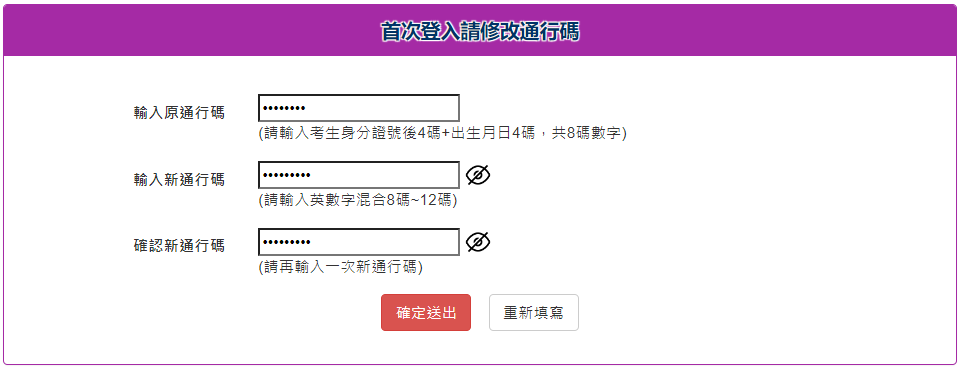 首次登入請修改通行碼
輸入原通行碼 ••••••••
(請輸入考生身分證號後4碼+出生月日4碼，共8碼數字)
輸入新通行碼 •••••••••
(請輸入英數字混合8碼~12碼)
確認新通行碼 •••••••••
(請再輸入一次新通行碼)
確定送出 重新填寫